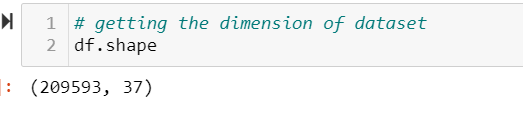 1 # getting the dimension of dataset
2 df.shape
: (209593, 37)